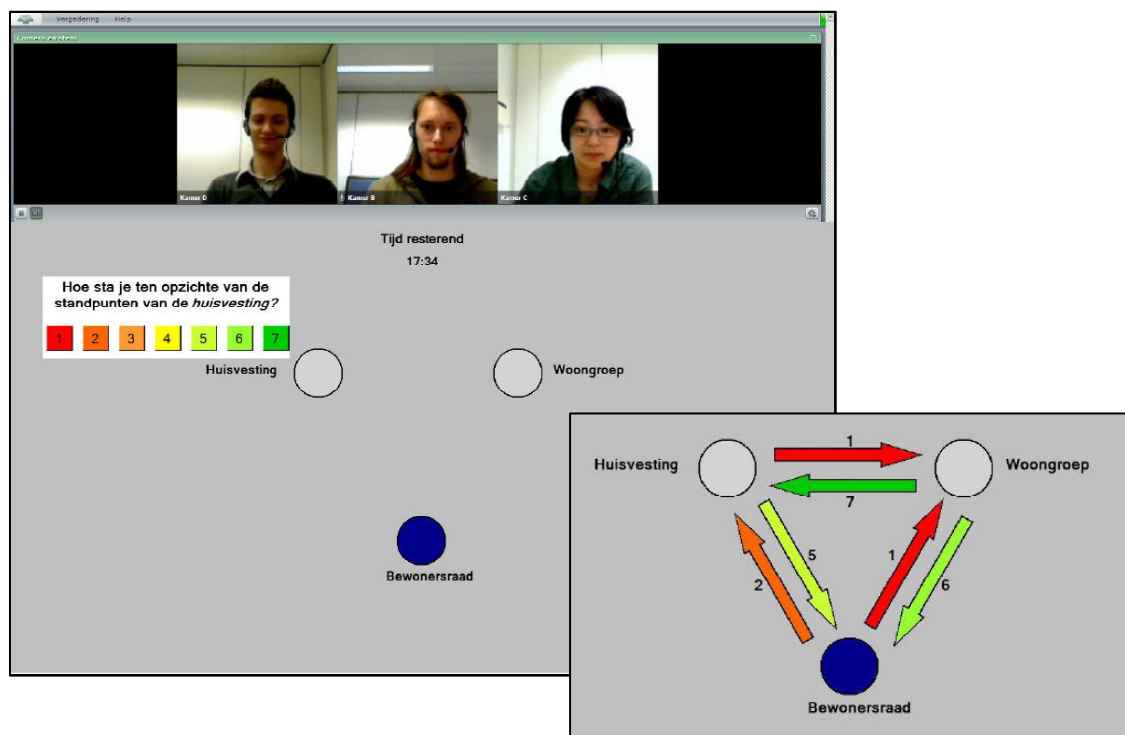 Vergadering Help
Kamer D
Kamer B
Kamer C
Tijd resterend
17:34
Hoe sta je ten opzichte van de
standpunten van de huisvesting?
1 2 3 4 5 6 7
Huisvesting
Woongroep
Bewonersraad
1
Huisvesting
Woongroep
7
5
1
2
6
Bewonersraad